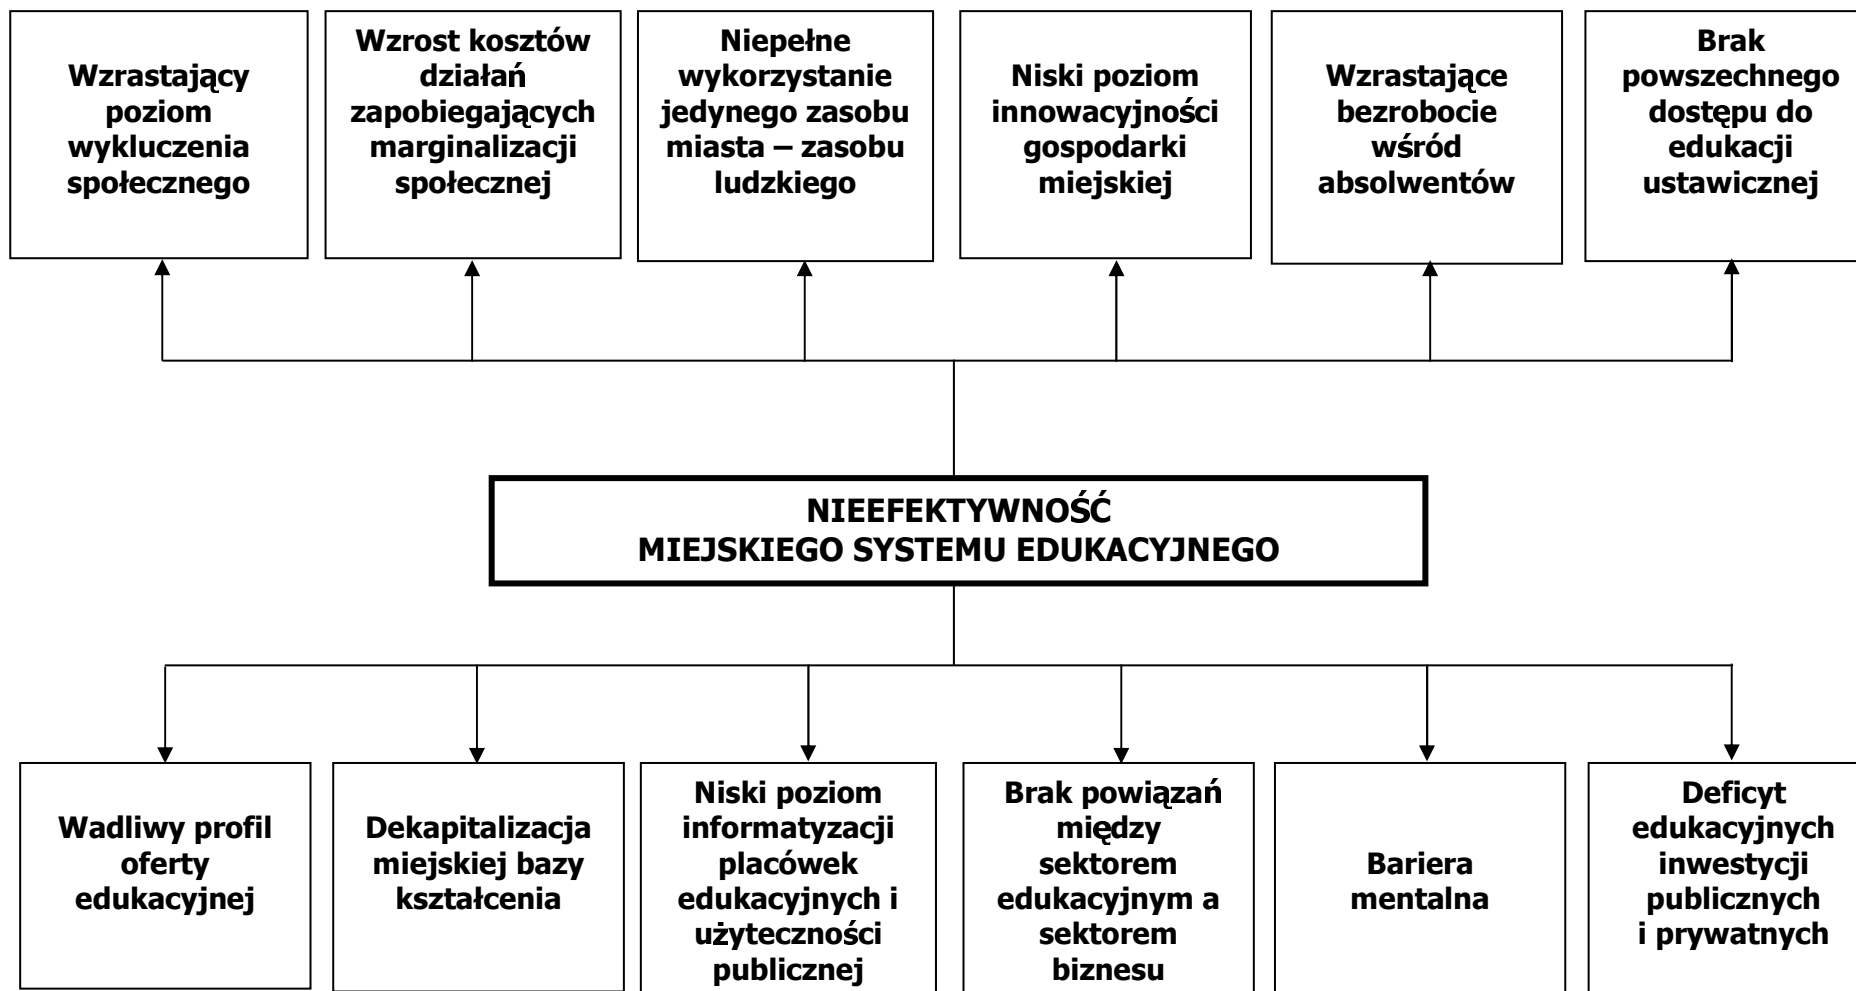 Wzrastający
poziom
wykluczenia
społecznego
Wzrost kosztów
działań
zapobiegających
marginalizacji
społecznej
Niepełne
wykorzystanie
jedynego zasobu
miasta – zasobu
ludzkiego
Niski poziom
innowacyjności
gospodarki
miejskiej
Wzrastające
bezrobocie
wśród
absolwentów
Brak
powszechnego
dostępu do
edukacji
ustawicznej
NIEEFEKTYWNOŚĆ
MIEJSKIEGO SYSTEMU EDUKACYJNEGO
Wadliwy profil
oferty
edukacyjnej
Dekapitalizacja
miejskiej bazy
kształcenia
Niski poziom
informatyzacji
placówek
edukacyjnych i
użyteczności
publicznej
Brak powiązań
między
sektorem
edukacyjnym a
sektorem
biznesu
Bariera
mentalna
Deficyt
edukacyjnych
inwestycji
publicznych
i prywatnych